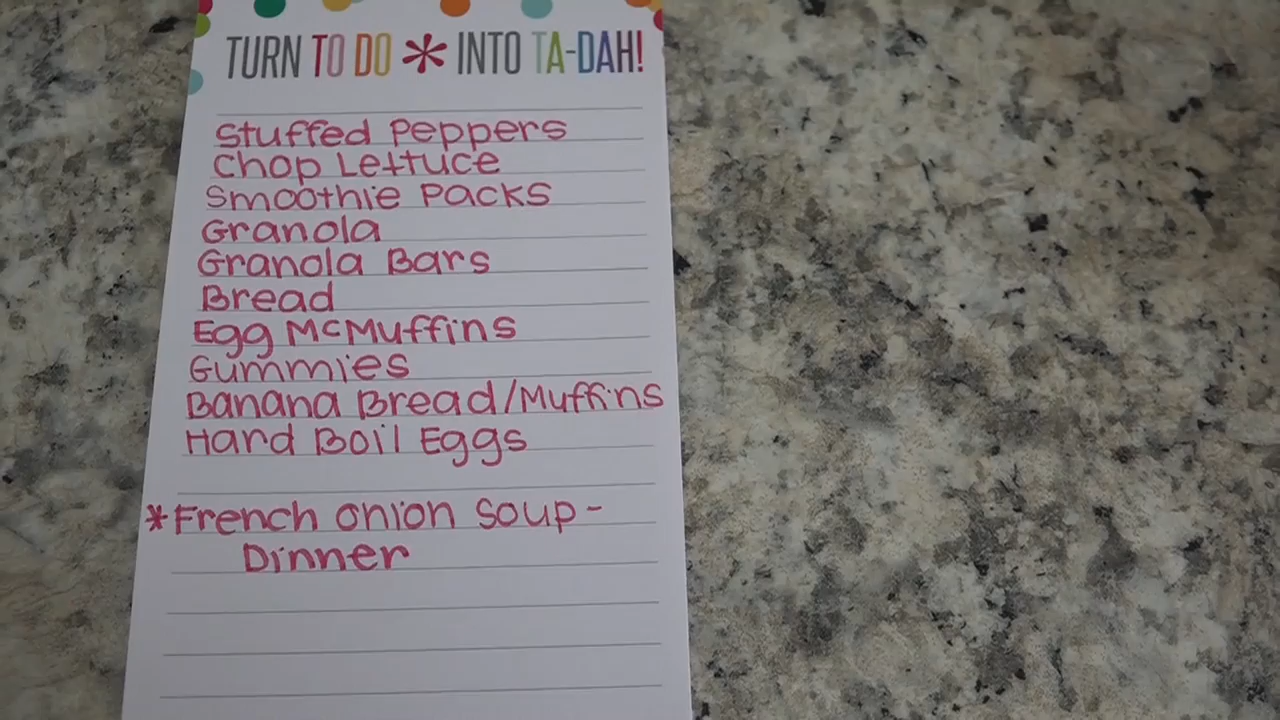 TURN TO DO * INTO TA-DAH!
Stuffed Peppers
Chop Lettuce
Smoothie Packs
Granola
Granola Bars
Bread
Egg McMuffins
Gummies
Banana Bread/Muffins
Hard Boil Eggs
*French Onion Soup-
Dinner